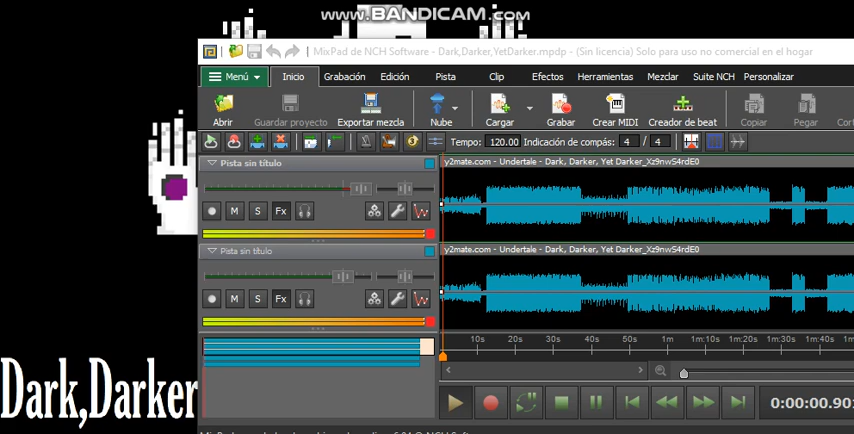 www.BANDICAM.com
MixPad de NCH Software - Dark,Darker,YetDarker.mpdp - (Sin licencia) Solo para uso no comercial en el hogar
Menú Inicio Grabación Edición Pista Clip Efectos Herramientas Mezclar Suite NCH Personalizar
Abrir Guardar proyecto Exportar mezcla Nube Cargar Grabar Crear MIDI Creador de beat Copiar Pegar
Tempo: 120.00 Indicación de compás: 4 / 4
Pista sin título
y2mate.com - Undertale - Dark, Darker, Yet Darker_Xz9nwS4rdE0
M S Fx
Pista sin título
y2mate.com - Undertale - Dark, Darker, Yet Darker_Xz9nwS4rdE0
M S Fx
10s 20s 30s 40s 50s 1m 1m:10s 1m:20s 1m:30s 1m:40s
Dark,Darker
0:00:00.90